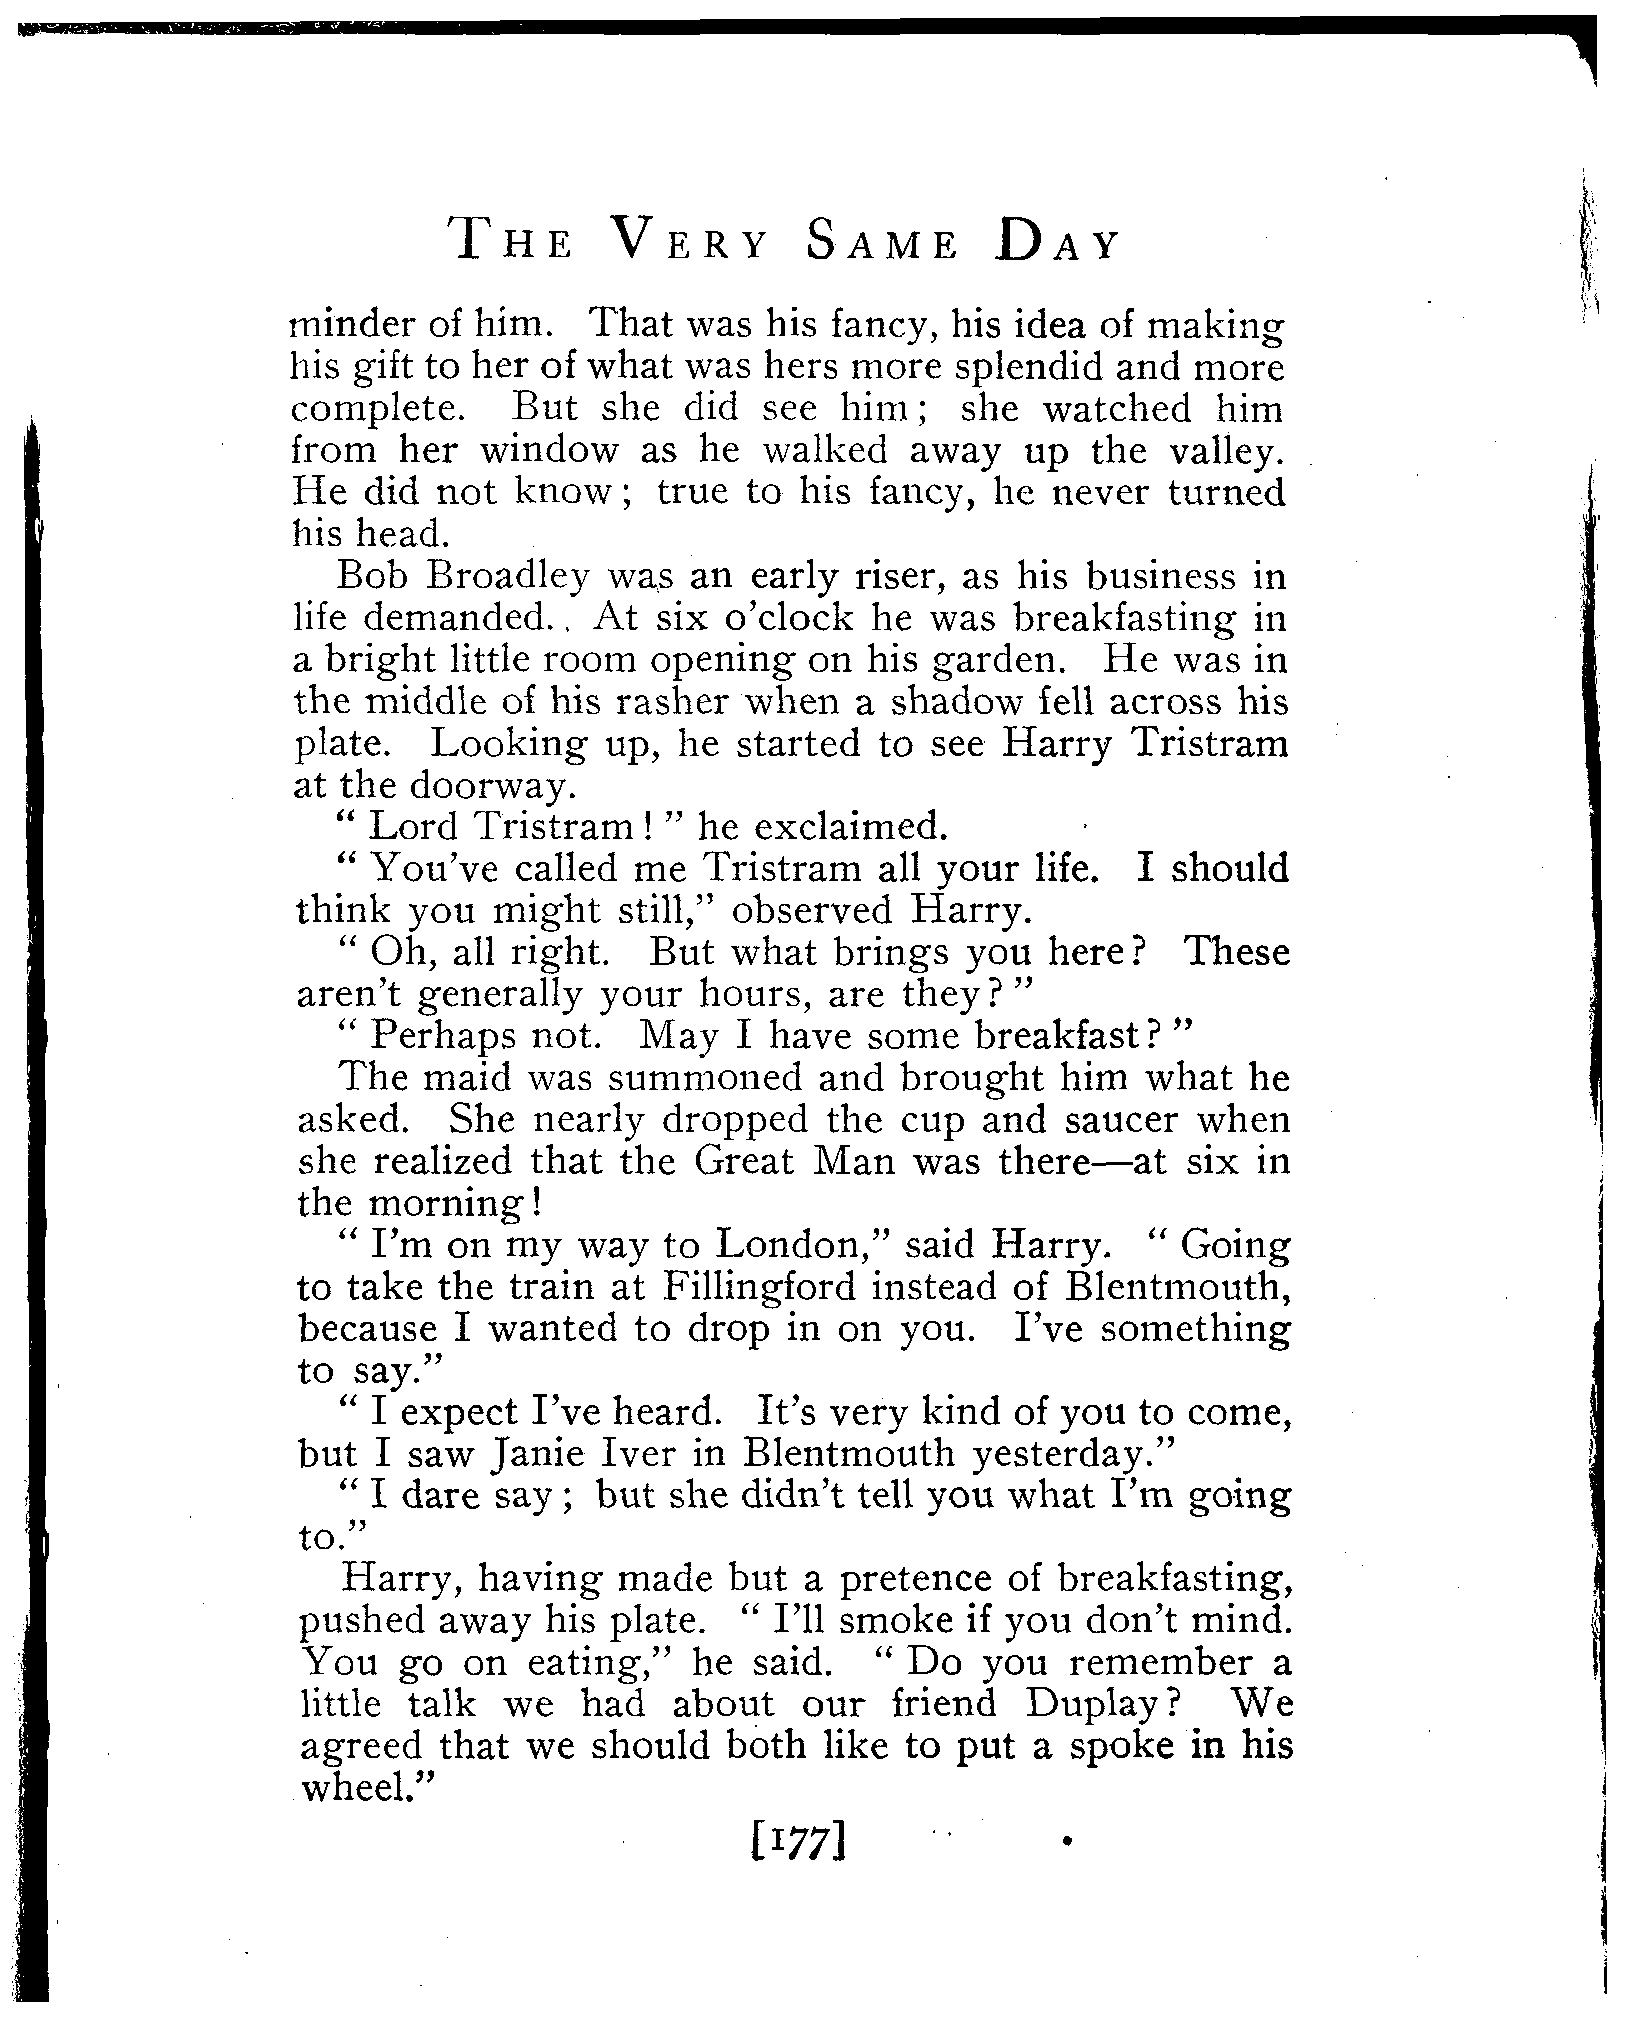 THE VERY SAME DAY
minder of him. That was his fancy, his idea of making
his gift to her of what was hers more splendid and more
complete. But she did see him; she watched him
from her window as he walked away up the valley.
He did not know; true to his fancy, he never turned
his head.
Bob Broadley was an early riser, as his business in
life demanded. At six o'clock he was breakfasting in
a bright little room opening on his garden. He was in
the middle of his rasher when a shadow fell across his
plate. Looking up, he started to see Harry Tristram
at the doorway.
“ Lord Tristram ! ” he exclaimed.
“ You've called me Tristram all your life. I should
think you might still,” observed Harry.
“ Oh, all right. But what brings you here? These
aren't generally your hours, are they? ”
“ Perhaps not. May I have some breakfast? ”
The maid was summoned and brought him what he
asked. She nearly dropped the cup and saucer when
she realized that the Great Man was there—at six in
the morning!
“ I'm on my way to London,” said Harry. “ Going
to take the train at Fillingford instead of Blentmouth,
because I wanted to drop in on you. I've something
to say.”
“ I expect I've heard. It's very kind of you to come,
but I saw Janie Iver in Blentmouth yesterday.”
“ I dare say; but she didn't tell you what I'm going
to.”
Harry, having made but a pretence of breakfasting,
pushed away his plate. “ I'll smoke if you don't mind.
You go on eating,” he said. “ Do you remember a
little talk we had about our friend Duplay? We
agreed that we should both like to put a spoke in his
wheel.”
[177]